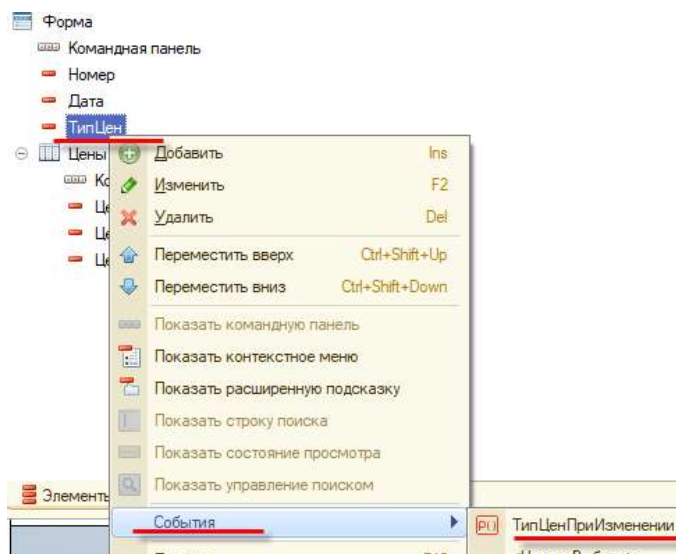 Форма
Командная панель
Номер
Дата
ТипЦен
Цены
Добавить Ins
Изменить F2
Удалить Del
Переместить вверх Ctrl+Shift+Up
Переместить вниз Ctrl+Shift+Down
Показать командную панель
Показать контекстное меню
Показать расширенную подсказку
Показать строку поиска
Показать состояние просмотра
Показать управление поиском
Элементы
События
ТипЦенПриИзменении